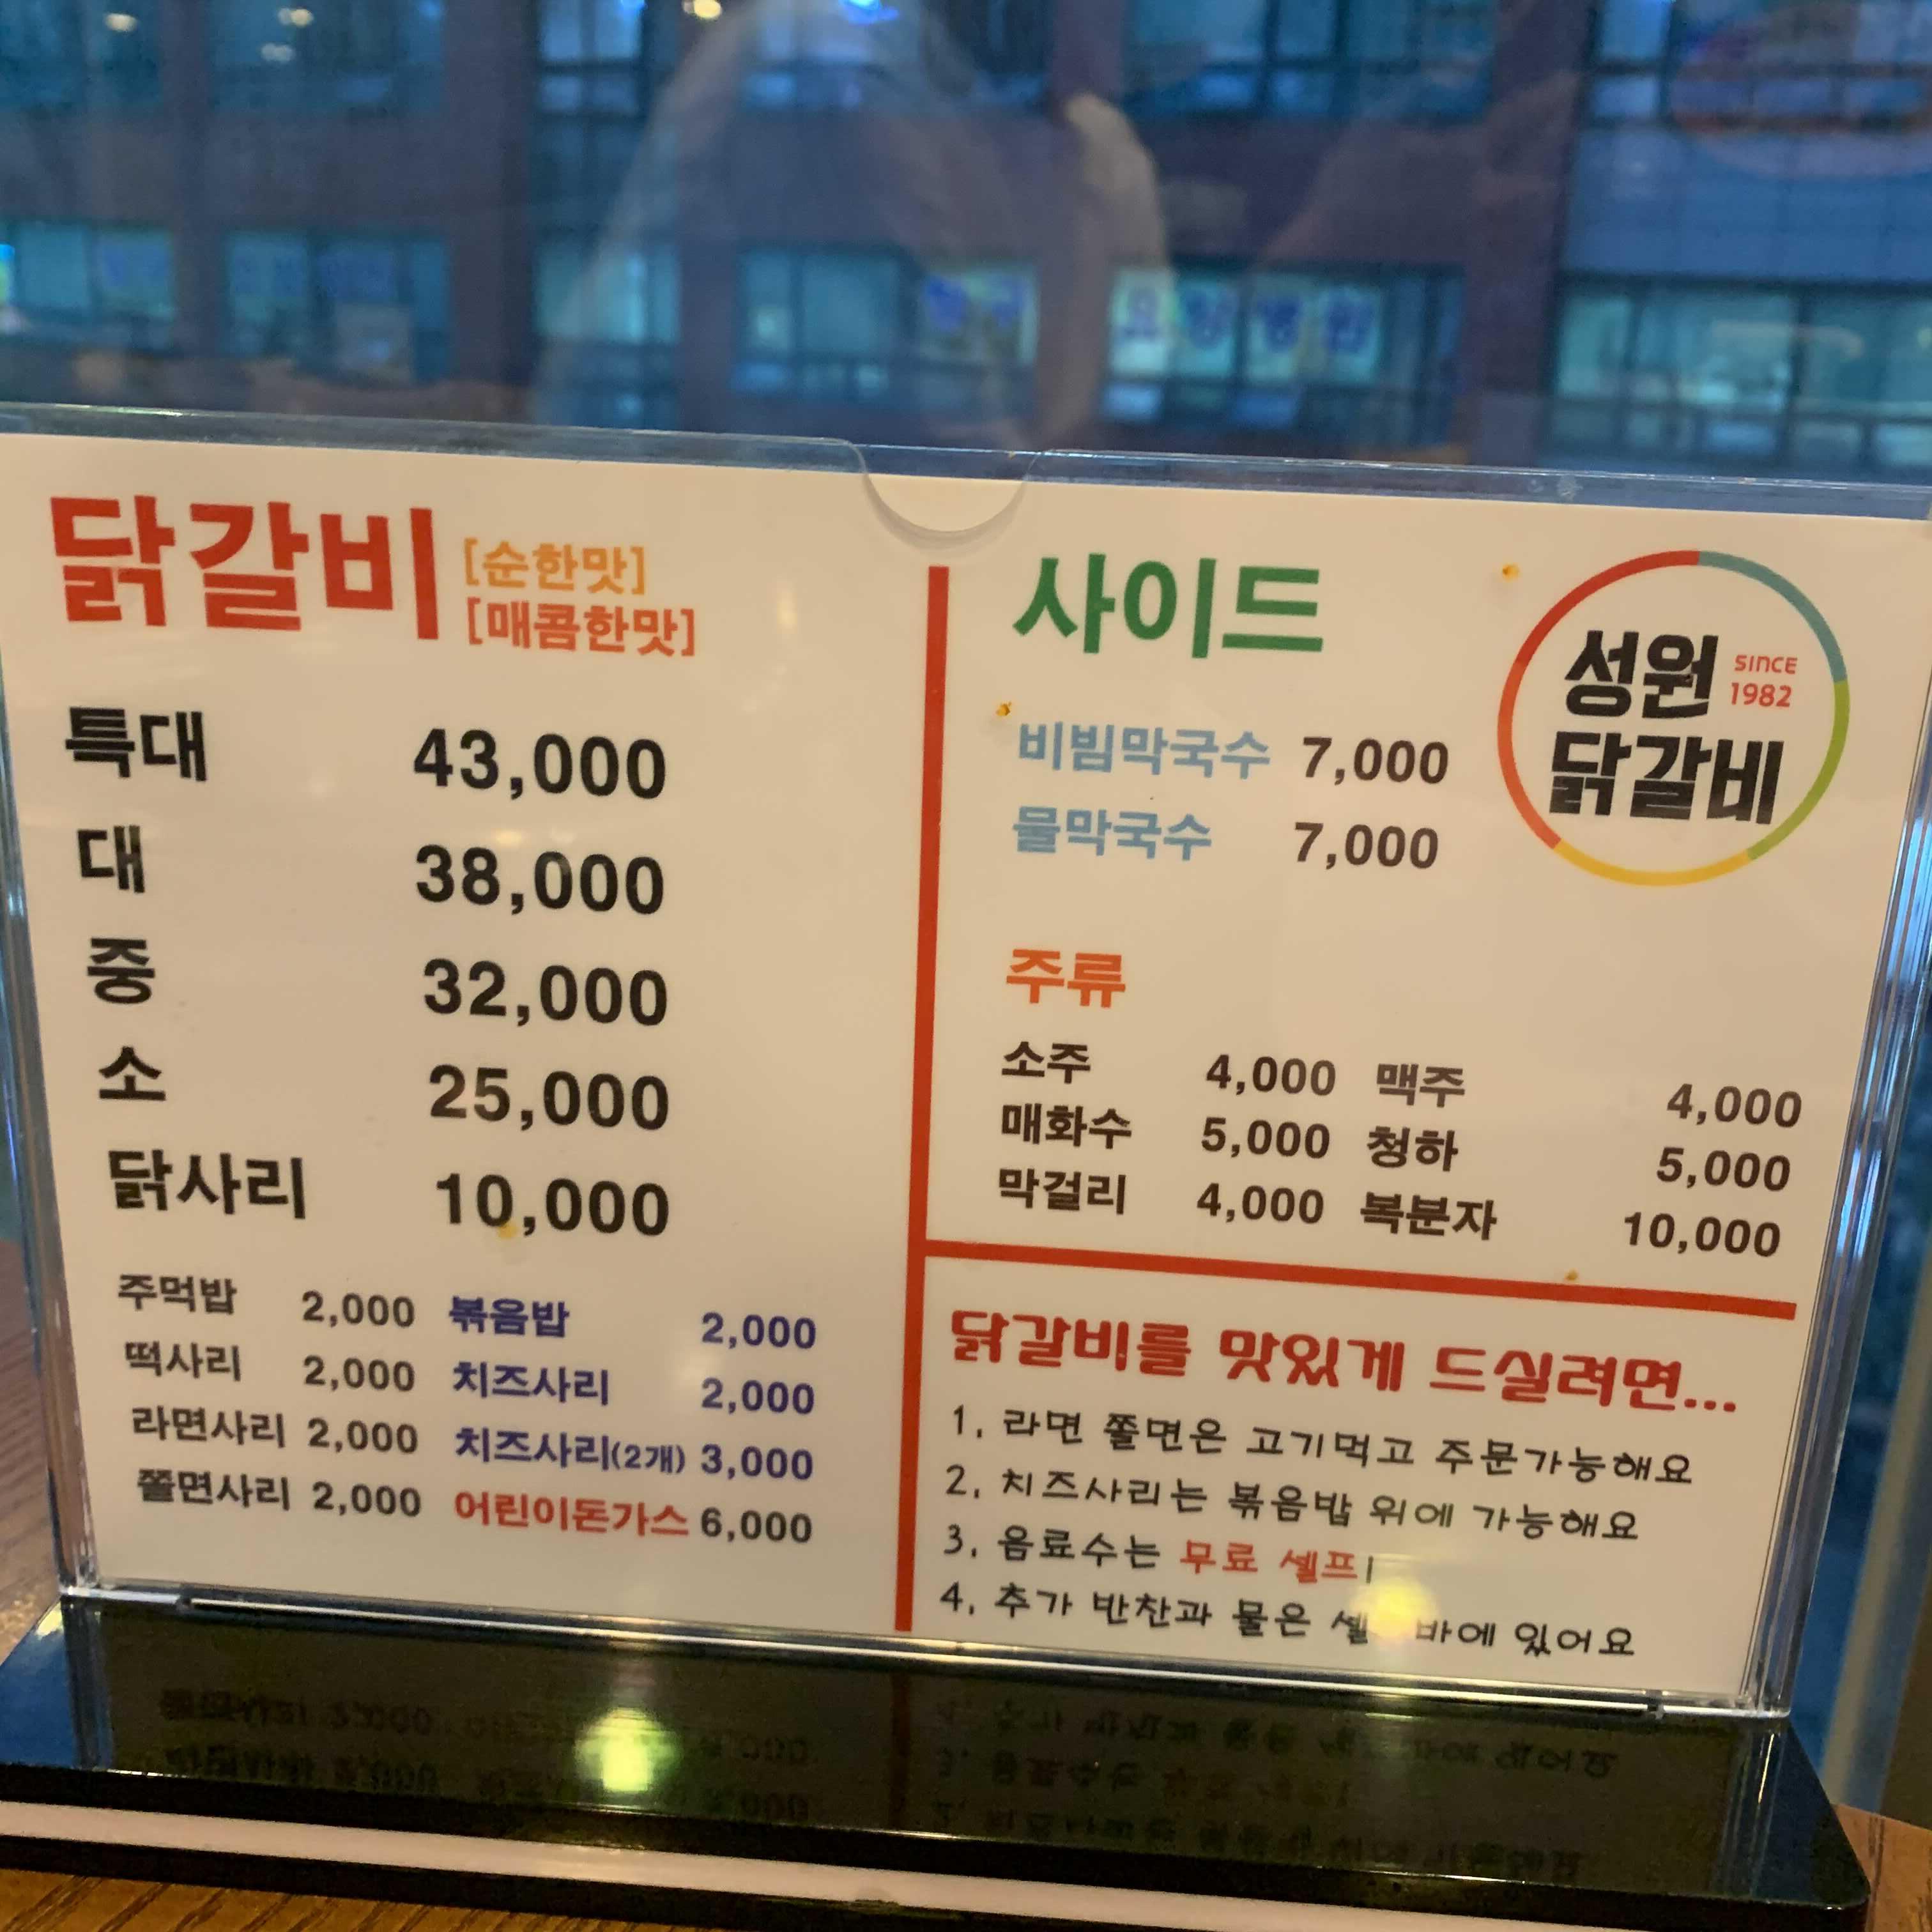 닭갈비 [순한맛]
[매콤한맛]
특대 43,000
대 38,000
중 32,000
소 25,000
닭사리 10,000
주먹밥 2,000 볶음밥 2,000
떡사리 2,000 치즈사리 2,000
라면사리 2,000 치즈사리(2개) 3,000
쫄면사리 2,000 어린이돈가스 6,000
사이드
비빔막국수 7,000
물막국수 7,000
성원 SINCE 1982
닭갈비
주류
소주 4,000 맥주 4,000
매화수 5,000 청하 5,000
막걸리 4,000 복분자 10,000
닭갈비를 맛있게 드실려면...
1. 라면 쫄면은 고기먹고 주문가능해요
2. 치즈사리는 볶음밥 위에 가능해요
3. 음료수는 무료 셀프!
4. 추가 반찬과 물은 바에 있어요
요양병원